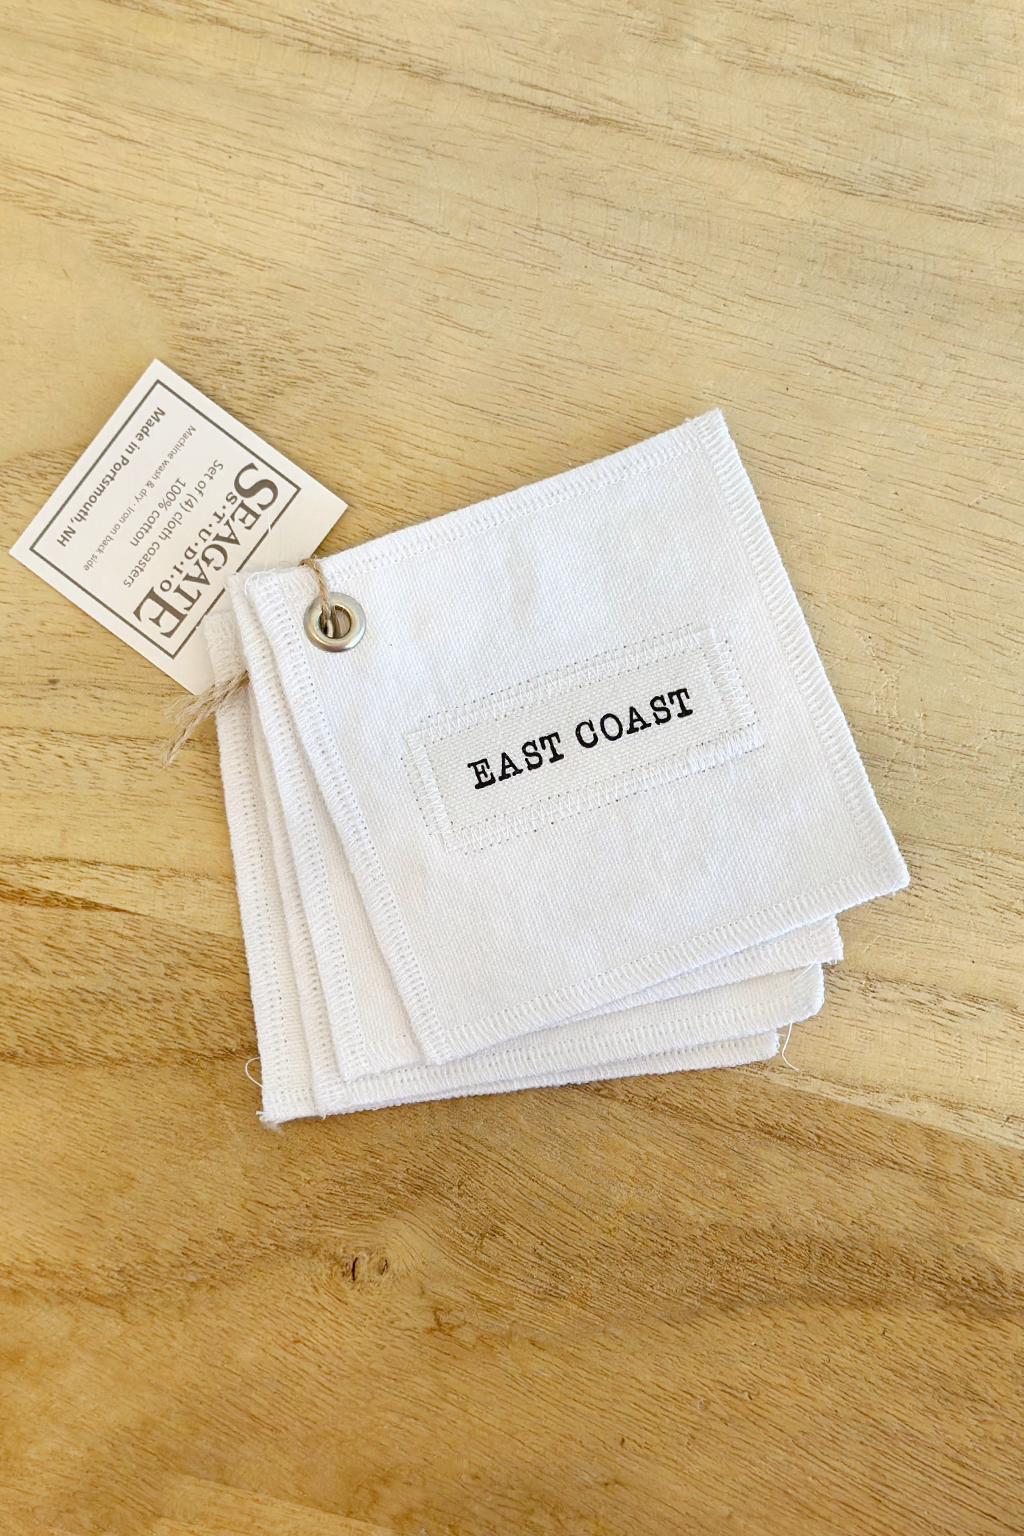 EAST COAST
SEAGATE
S·T·U·D·I·O
Set of (4) cloth coasters
100% cotton
Machine wash & dry · Iron on back side
Made in Portsmouth, NH